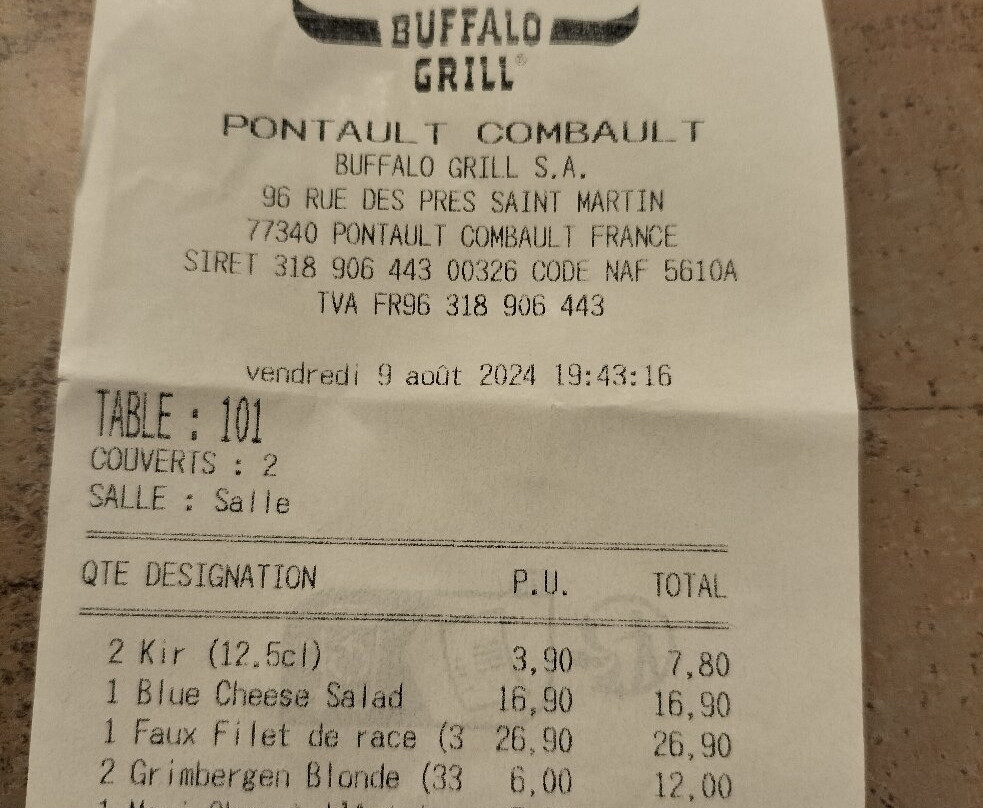 BUFFALO
GRILL®
PONTAULT COMBAULT
BUFFALO GRILL S.A.
96 RUE DES PRES SAINT MARTIN
77340 PONTAULT COMBAULT FRANCE
SIRET 318 906 443 00326 CODE NAF 5610A
TVA FR96 318 906 443
vendredi 9 août 2024 19:43:16
TABLE : 101
COUVERTS : 2
SALLE : Salle
QTE DESIGNATION P.U. TOTAL
2 Kir (12.5cl) 3,90 7,80
1 Blue Cheese Salad 16,90 16,90
1 Faux Filet de race (3 26,90 26,90
2 Grimbergen Blonde (33 6,00 12,00